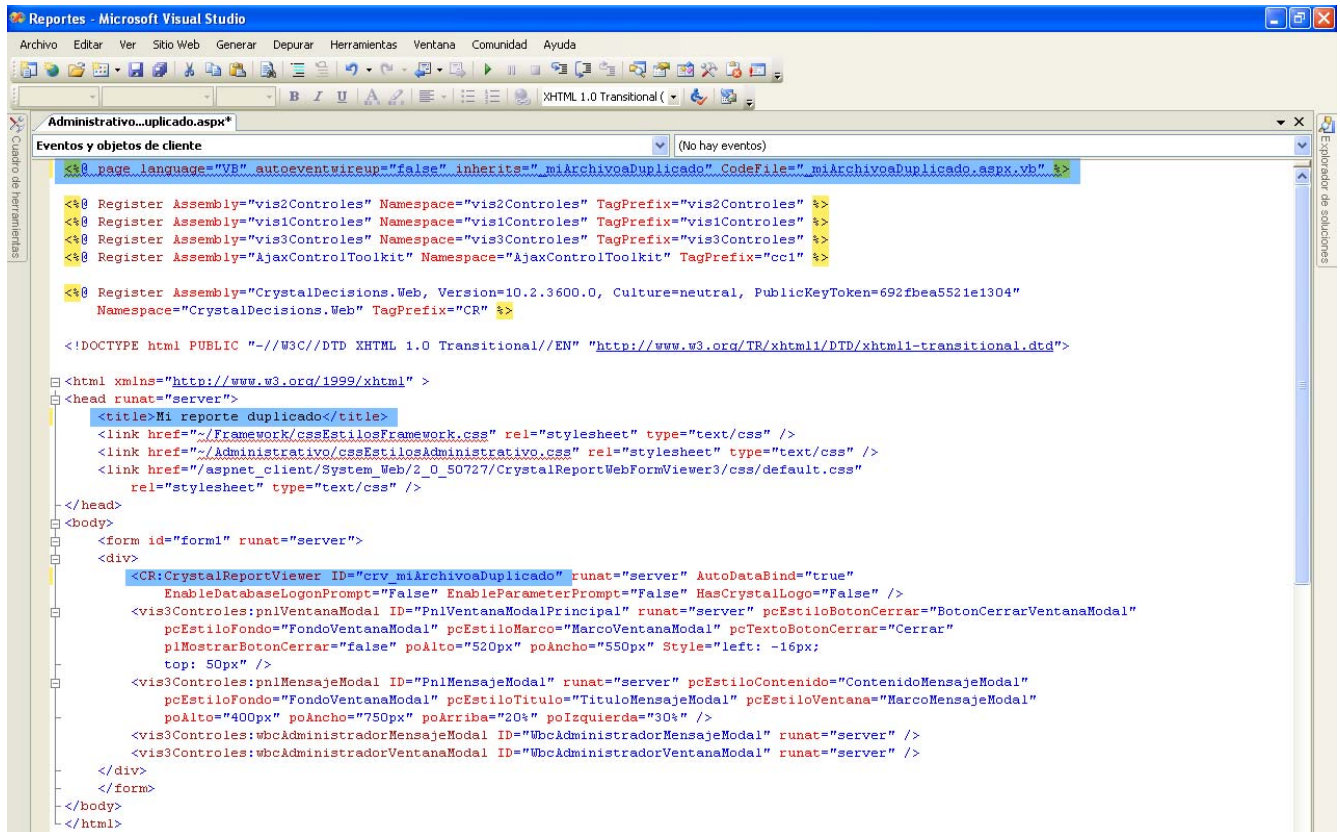 Reportes - Microsoft Visual Studio
Archivo Editar Ver Sitio Web Generar Depurar Herramientas Ventana Comunidad Ayuda
B I U A XHTML 1.0 Transitional (
Administrativo...uplicado.aspx*
Eventos y objetos de cliente (No hay eventos)
Cuadro de herramientas
Explorador de soluciones
<%@ page language="VB" autoeventwireup="false" inherits="_miArchivoaDuplicado" CodeFile="_miArchivoaDuplicado.aspx.vb" %>
<%@ Register Assembly="vis2Controles" Namespace="vis2Controles" TagPrefix="vis2Controles" %>
<%@ Register Assembly="vis1Controles" Namespace="vis1Controles" TagPrefix="vis1Controles" %>
<%@ Register Assembly="vis3Controles" Namespace="vis3Controles" TagPrefix="vis3Controles" %>
<%@ Register Assembly="AjaxControlToolkit" Namespace="AjaxControlToolkit" TagPrefix="cc1" %>
<%@ Register Assembly="CrystalDecisions.Web, Version=10.2.3600.0, Culture=neutral, PublicKeyToken=692fbea5521e1304"
Namespace="CrystalDecisions.Web" TagPrefix="CR" %>
<!DOCTYPE html PUBLIC "-//W3C//DTD XHTML 1.0 Transitional//EN" "http://www.w3.org/TR/xhtml1/DTD/xhtml1-transitional.dtd">
<html xmlns="http://www.w3.org/1999/xhtml" >
<head runat="server">
<title>Mi reporte duplicado</title>
<link href="~/Framework/cssEstilosFramework.css" rel="stylesheet" type="text/css" />
<link href="~/Administrativo/cssEstilosAdministrativo.css" rel="stylesheet" type="text/css" />
<link href="/aspnet_client/System_Web/2_0_50727/CrystalReportWebFormViewer3/css/default.css"
rel="stylesheet" type="text/css" />
</head>
<body>
<form id="form1" runat="server">
<div>
<CR:CrystalReportViewer ID="crv_miArchivoaDuplicado" runat="server" AutoDataBind="true"
EnableDatabaseLogonPrompt="False" EnableParameterPrompt="False" HasCrystalLogo="False" />
<vis3Controles:pnlVentanaModal ID="PnlVentanaModalPrincipal" runat="server" pcEstiloBotonCerrar="BotonCerrarVentanaModal"
pcEstiloFondo="FondoVentanaModal" pcEstiloMarco="MarcoVentanaModal" pcTextoBotonCerrar="Cerrar"
plMostrarBotonCerrar="false" poAlto="520px" poAncho="550px" Style="left: -16px;
top: 50px" />
<vis3Controles:pnlMensajeModal ID="PnlMensajeModal" runat="server" pcEstiloContenido="ContenidoMensajeModal"
pcEstiloFondo="FondoVentanaModal" pcEstiloTitulo="TituloMensajeModal" pcEstiloVentana="MarcoMensajeModal"
poAlto="400px" poAncho="750px" poArriba="20%" poIzquierda="30%" />
<vis3Controles:wbcAdministradorMensajeModal ID="WbcAdministradorMensajeModal" runat="server" />
<vis3Controles:wbcAdministradorVentanaModal ID="WbcAdministradorVentanaModal" runat="server" />
</div>
</form>
</body>
</html>